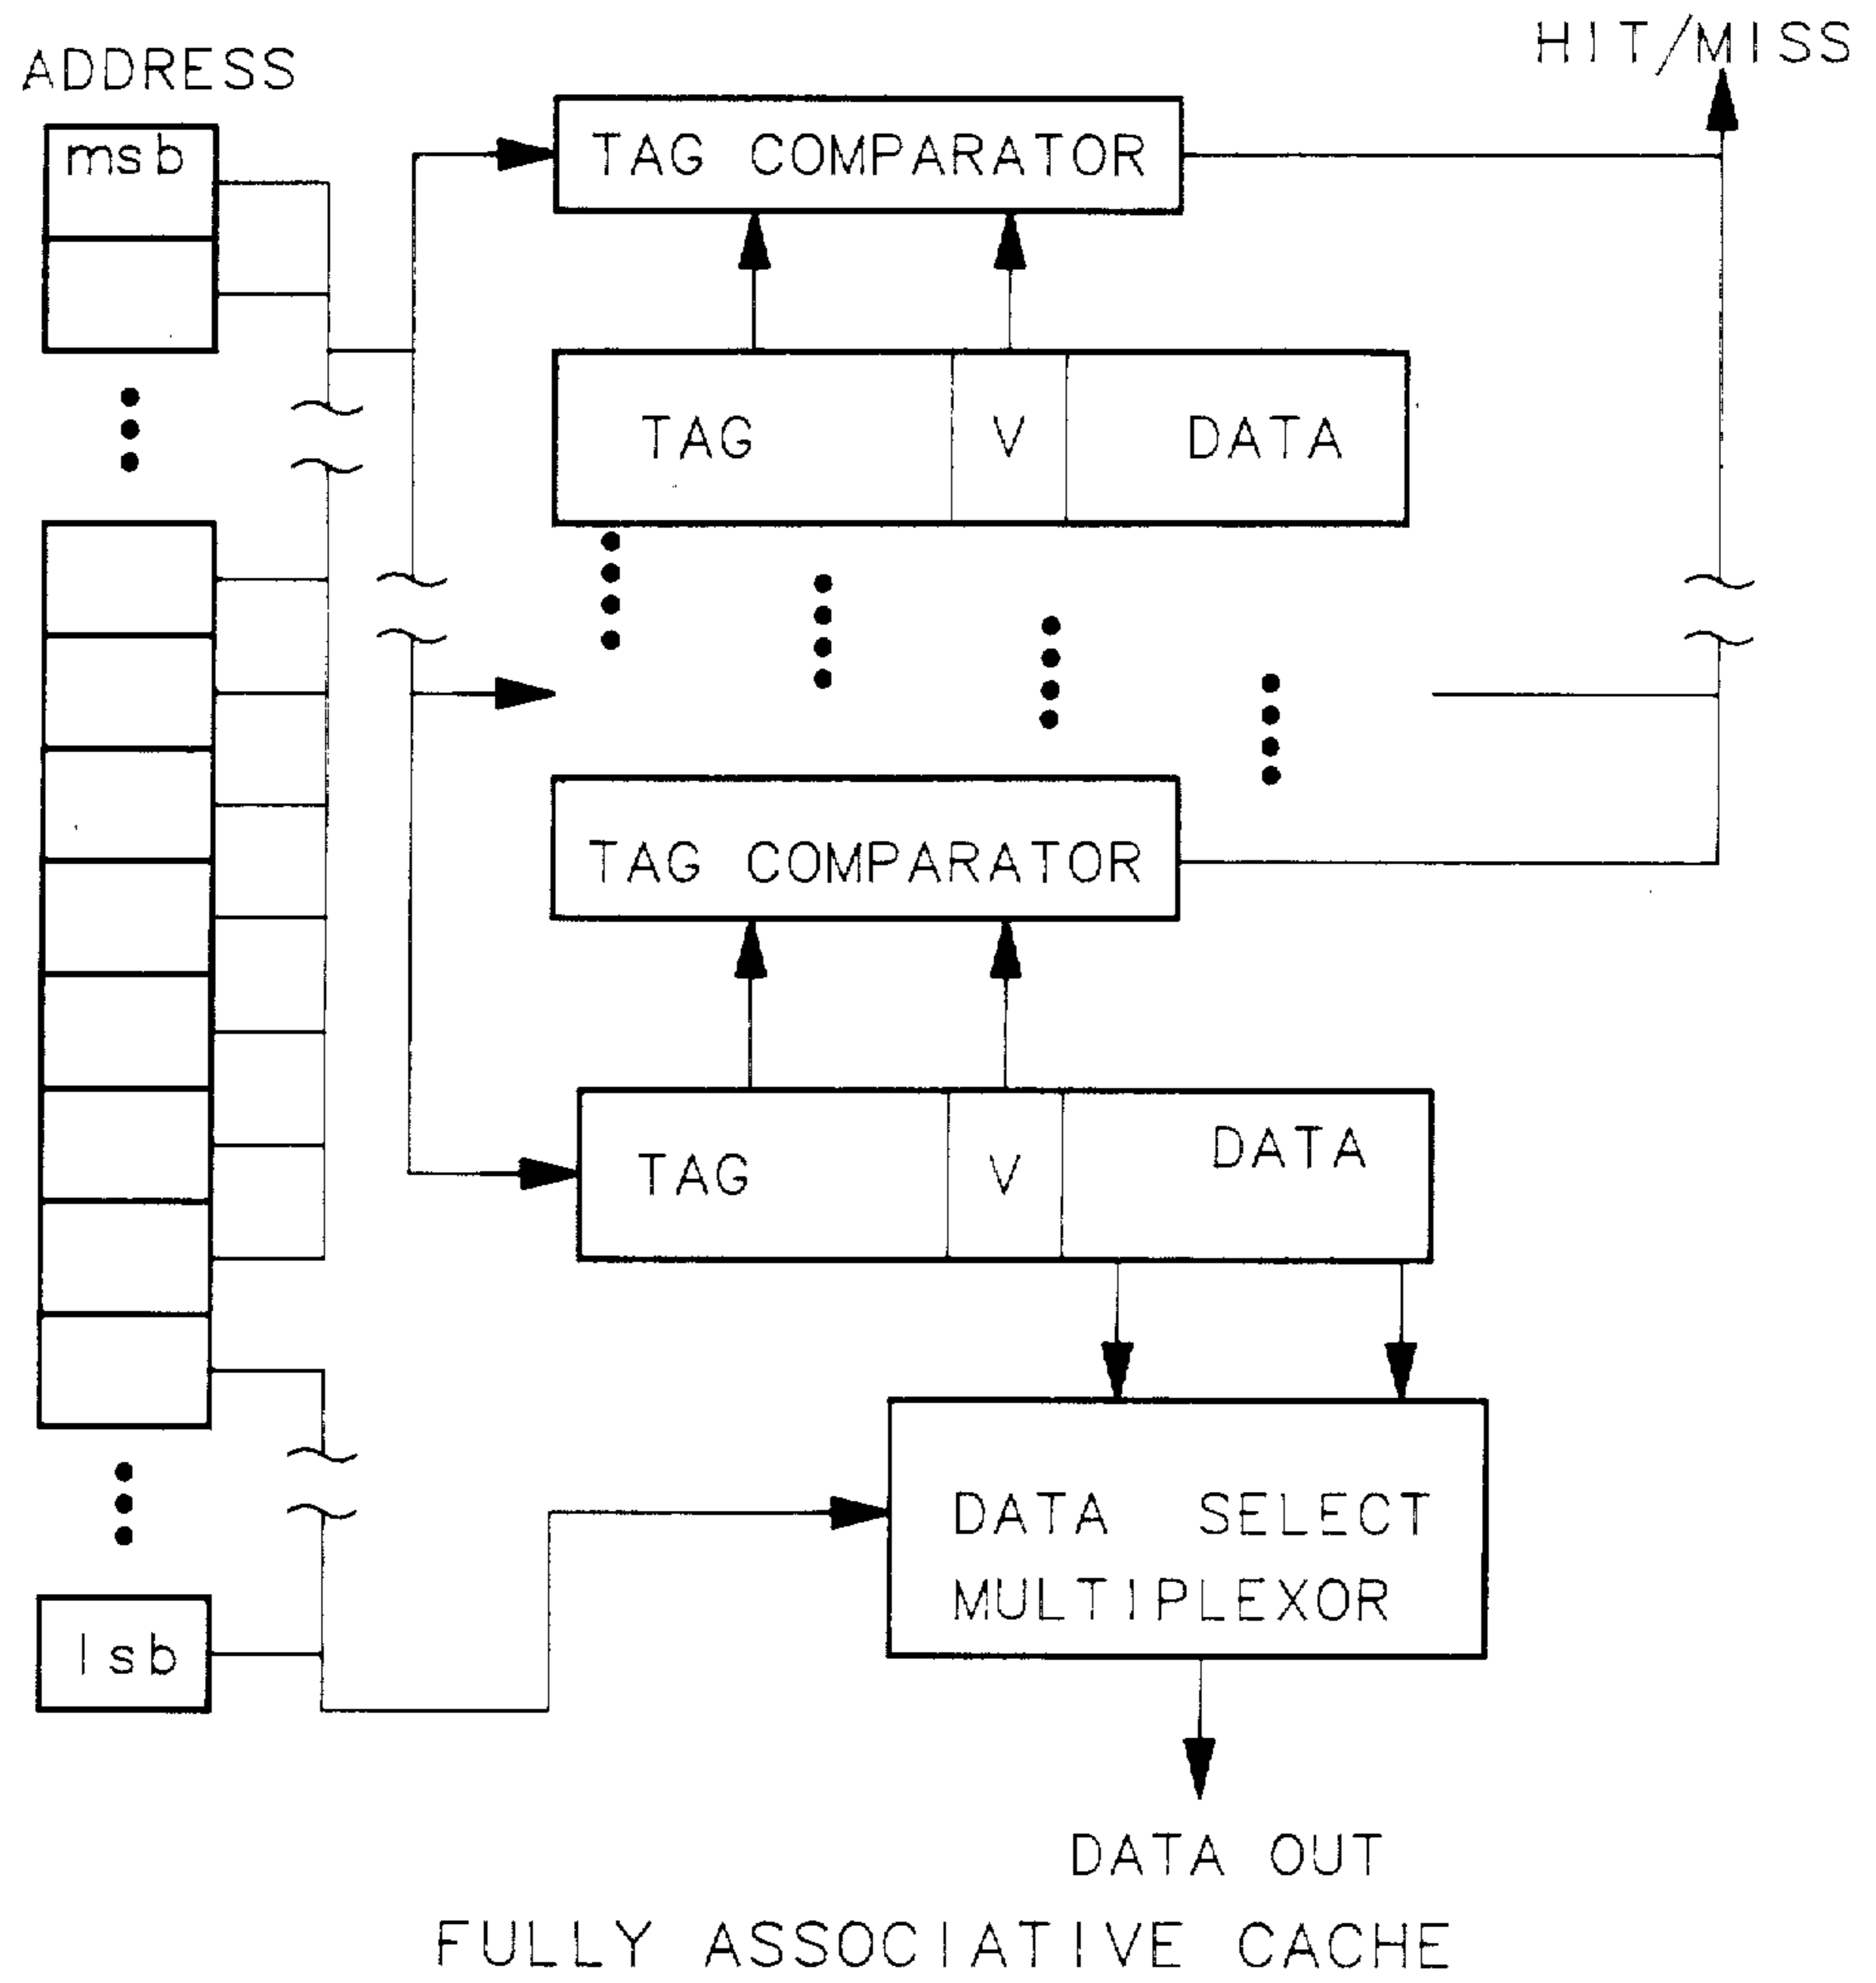 HIT/MISS
ADDRESS
msb
TAG COMPARATOR
TAG V DATA
TAG COMPARATOR
TAG V DATA
DATA SELECT
MULTIPLEXOR
lsb
DATA OUT
FULLY ASSOCIATIVE CACHE